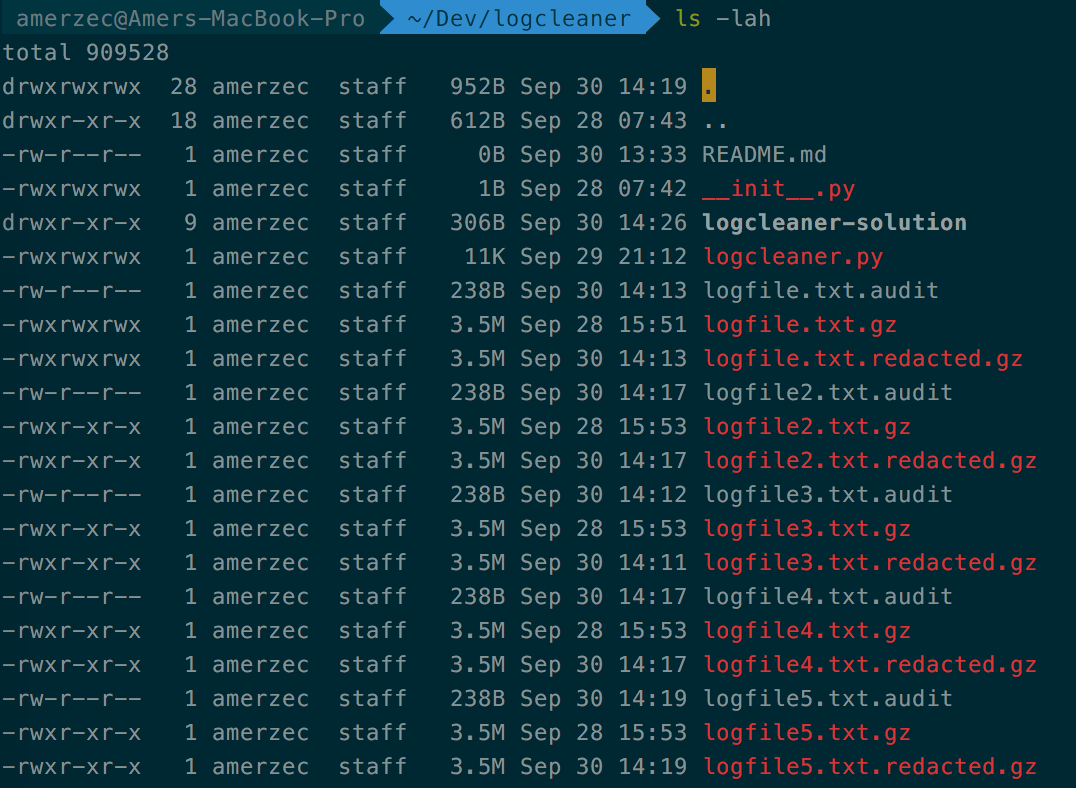 amerzec@Amers-MacBook-Pro ~/Dev/logcleaner ls -lah
total 909528
drwxrwxrwx  28 amerzec  staff   952B Sep 30 14:19 .
drwxr-xr-x  18 amerzec  staff   612B Sep 28 07:43 ..
-rw-r--r--   1 amerzec  staff     0B Sep 30 13:33 README.md
-rwxrwxrwx   1 amerzec  staff     1B Sep 28 07:42 __init__.py
drwxr-xr-x   9 amerzec  staff   306B Sep 30 14:26 logcleaner-solution
-rwxrwxrwx   1 amerzec  staff    11K Sep 29 21:12 logcleaner.py
-rw-r--r--   1 amerzec  staff   238B Sep 30 14:13 logfile.txt.audit
-rwxrwxrwx   1 amerzec  staff   3.5M Sep 28 15:51 logfile.txt.gz
-rwxrwxrwx   1 amerzec  staff   3.5M Sep 30 14:13 logfile.txt.redacted.gz
-rw-r--r--   1 amerzec  staff   238B Sep 30 14:17 logfile2.txt.audit
-rwxr-xr-x   1 amerzec  staff   3.5M Sep 28 15:53 logfile2.txt.gz
-rwxr-xr-x   1 amerzec  staff   3.5M Sep 30 14:17 logfile2.txt.redacted.gz
-rw-r--r--   1 amerzec  staff   238B Sep 30 14:12 logfile3.txt.audit
-rwxr-xr-x   1 amerzec  staff   3.5M Sep 28 15:53 logfile3.txt.gz
-rwxr-xr-x   1 amerzec  staff   3.5M Sep 30 14:11 logfile3.txt.redacted.gz
-rw-r--r--   1 amerzec  staff   238B Sep 30 14:17 logfile4.txt.audit
-rwxr-xr-x   1 amerzec  staff   3.5M Sep 28 15:53 logfile4.txt.gz
-rwxr-xr-x   1 amerzec  staff   3.5M Sep 30 14:17 logfile4.txt.redacted.gz
-rw-r--r--   1 amerzec  staff   238B Sep 30 14:19 logfile5.txt.audit
-rwxr-xr-x   1 amerzec  staff   3.5M Sep 28 15:53 logfile5.txt.gz
-rwxr-xr-x   1 amerzec  staff   3.5M Sep 30 14:19 logfile5.txt.redacted.gz